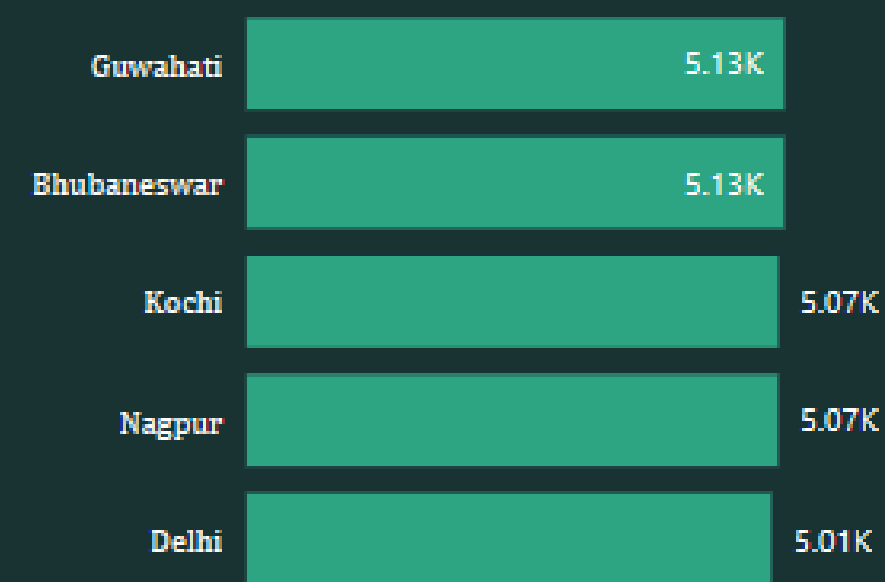 Guwahati 5.13K
Bhubaneswar 5.13K
Kochi 5.07K
Nagpur 5.07K
Delhi 5.01K